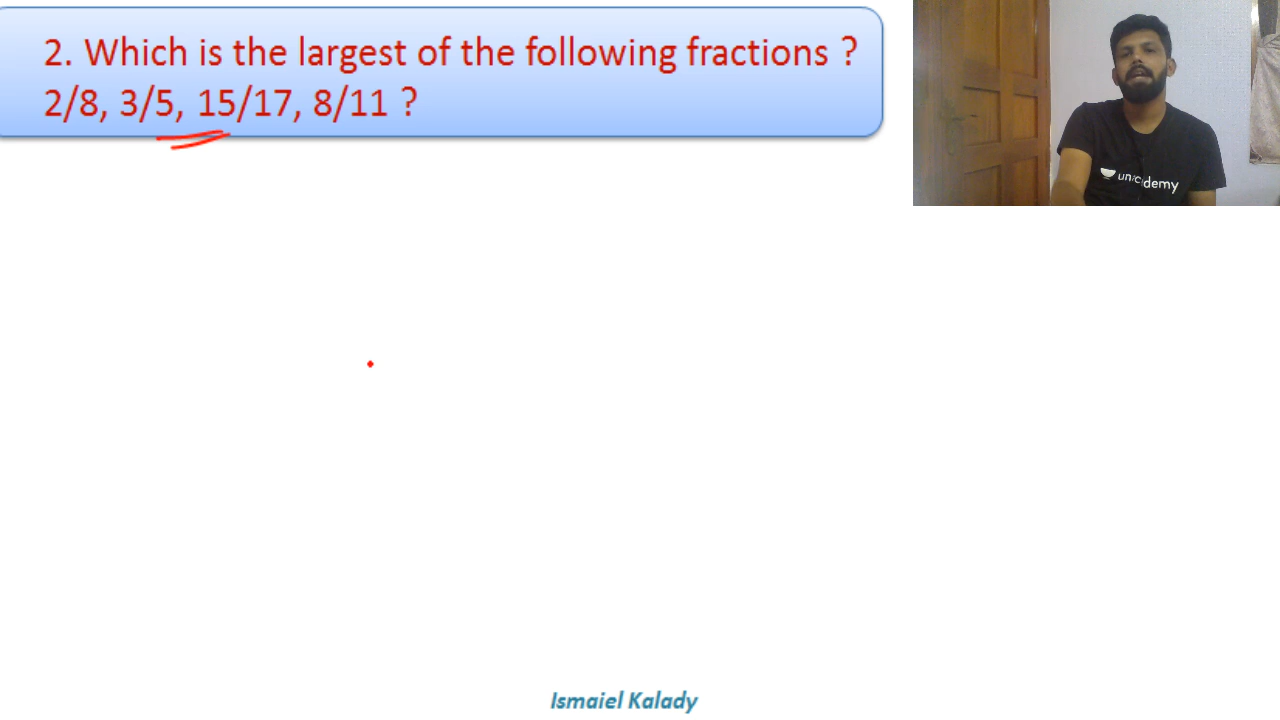 2. Which is the largest of the following fractions ?
2/8, 3/5, 15/17, 8/11 ?
unacademy
Ismaiel Kalady